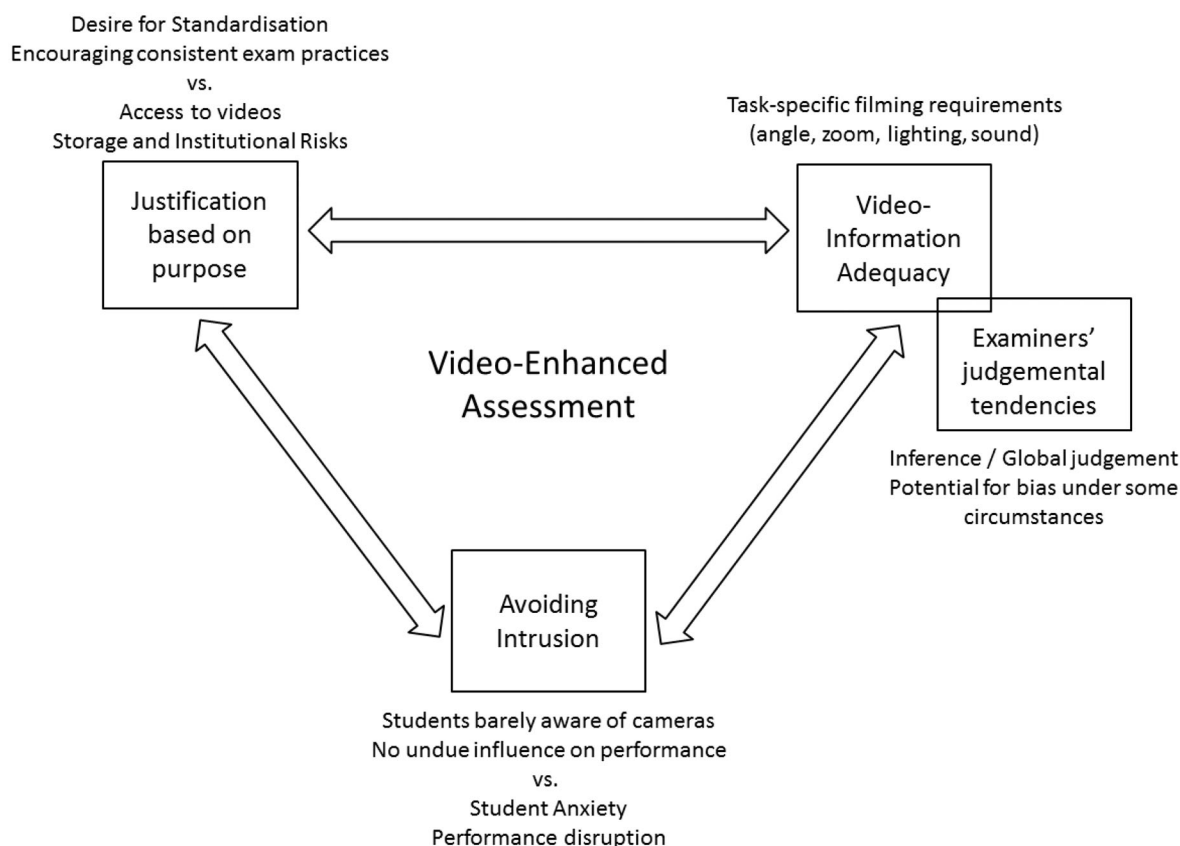 Desire for Standardisation
Encouraging consistent exam practices
vs.
Access to videos
Storage and Institutional Risks
Justification
based on
purpose
Task-specific filming requirements
(angle, zoom, lighting, sound)
Video-
Information
Adequacy
Examiners’
judgemental
tendencies
Inference / Global judgement
Potential for bias under some
circumstances
Video-Enhanced
Assessment
Avoiding
Intrusion
Students barely aware of cameras
No undue influence on performance
vs.
Student Anxiety
Performance disruption